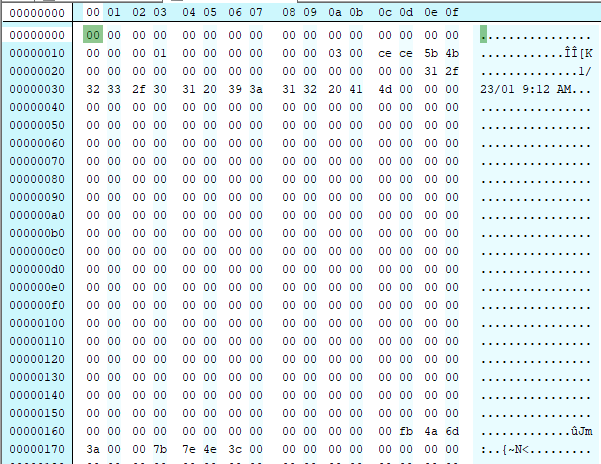 00000000 00 01 02 03 04 05 06 07 08 09 0a 0b 0c 0d 0e 0f
00000000 00 00 00 00 00 00 00 00 00 00 00 00 00 00 00 00 ................
00000010 00 00 00 01 00 00 00 00 00 00 03 00 ce ce 5b 4b ............ÎÎ[K
00000020 00 00 00 00 00 00 00 00 00 00 00 00 00 00 31 2f ..............1/
00000030 32 33 2f 30 31 20 39 3a 31 32 20 41 4d 00 00 00 23/01 9:12 AM...
00000040 00 00 00 00 00 00 00 00 00 00 00 00 00 00 00 00 ................
00000050 00 00 00 00 00 00 00 00 00 00 00 00 00 00 00 00 ................
00000060 00 00 00 00 00 00 00 00 00 00 00 00 00 00 00 00 ................
00000070 00 00 00 00 00 00 00 00 00 00 00 00 00 00 00 00 ................
00000080 00 00 00 00 00 00 00 00 00 00 00 00 00 00 00 00 ................
00000090 00 00 00 00 00 00 00 00 00 00 00 00 00 00 00 00 ................
000000a0 00 00 00 00 00 00 00 00 00 00 00 00 00 00 00 00 ................
000000b0 00 00 00 00 00 00 00 00 00 00 00 00 00 00 00 00 ................
000000c0 00 00 00 00 00 00 00 00 00 00 00 00 00 00 00 00 ................
000000d0 00 00 00 00 00 00 00 00 00 00 00 00 00 00 00 00 ................
000000e0 00 00 00 00 00 00 00 00 00 00 00 00 00 00 00 00 ................
000000f0 00 00 00 00 00 00 00 00 00 00 00 00 00 00 00 00 ................
00000100 00 00 00 00 00 00 00 00 00 00 00 00 00 00 00 00 ................
00000110 00 00 00 00 00 00 00 00 00 00 00 00 00 00 00 00 ................
00000120 00 00 00 00 00 00 00 00 00 00 00 00 00 00 00 00 ................
00000130 00 00 00 00 00 00 00 00 00 00 00 00 00 00 00 00 ................
00000140 00 00 00 00 00 00 00 00 00 00 00 00 00 00 00 00 ................
00000150 00 00 00 00 00 00 00 00 00 00 00 00 00 00 00 00 ................
00000160 00 00 00 00 00 00 00 00 00 00 00 00 00 fb 4a 6d .............ûJm
00000170 3a 00 00 7b 7e 4e 3c 00 00 00 00 00 00 00 00 00 :..{~N<.........